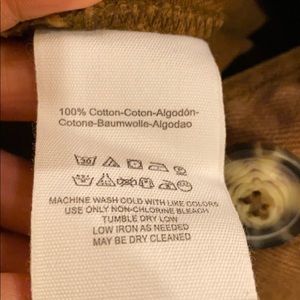 100% Cotton-Coton-Algodón-
Cotone-Baumwolle-Algodao
30
MACHINE WASH COLD WITH LIKE COLORS
USE ONLY NON-CHLORINE BLEACH
TUMBLE DRY LOW
LOW IRON AS NEEDED
MAY BE DRY CLEANED